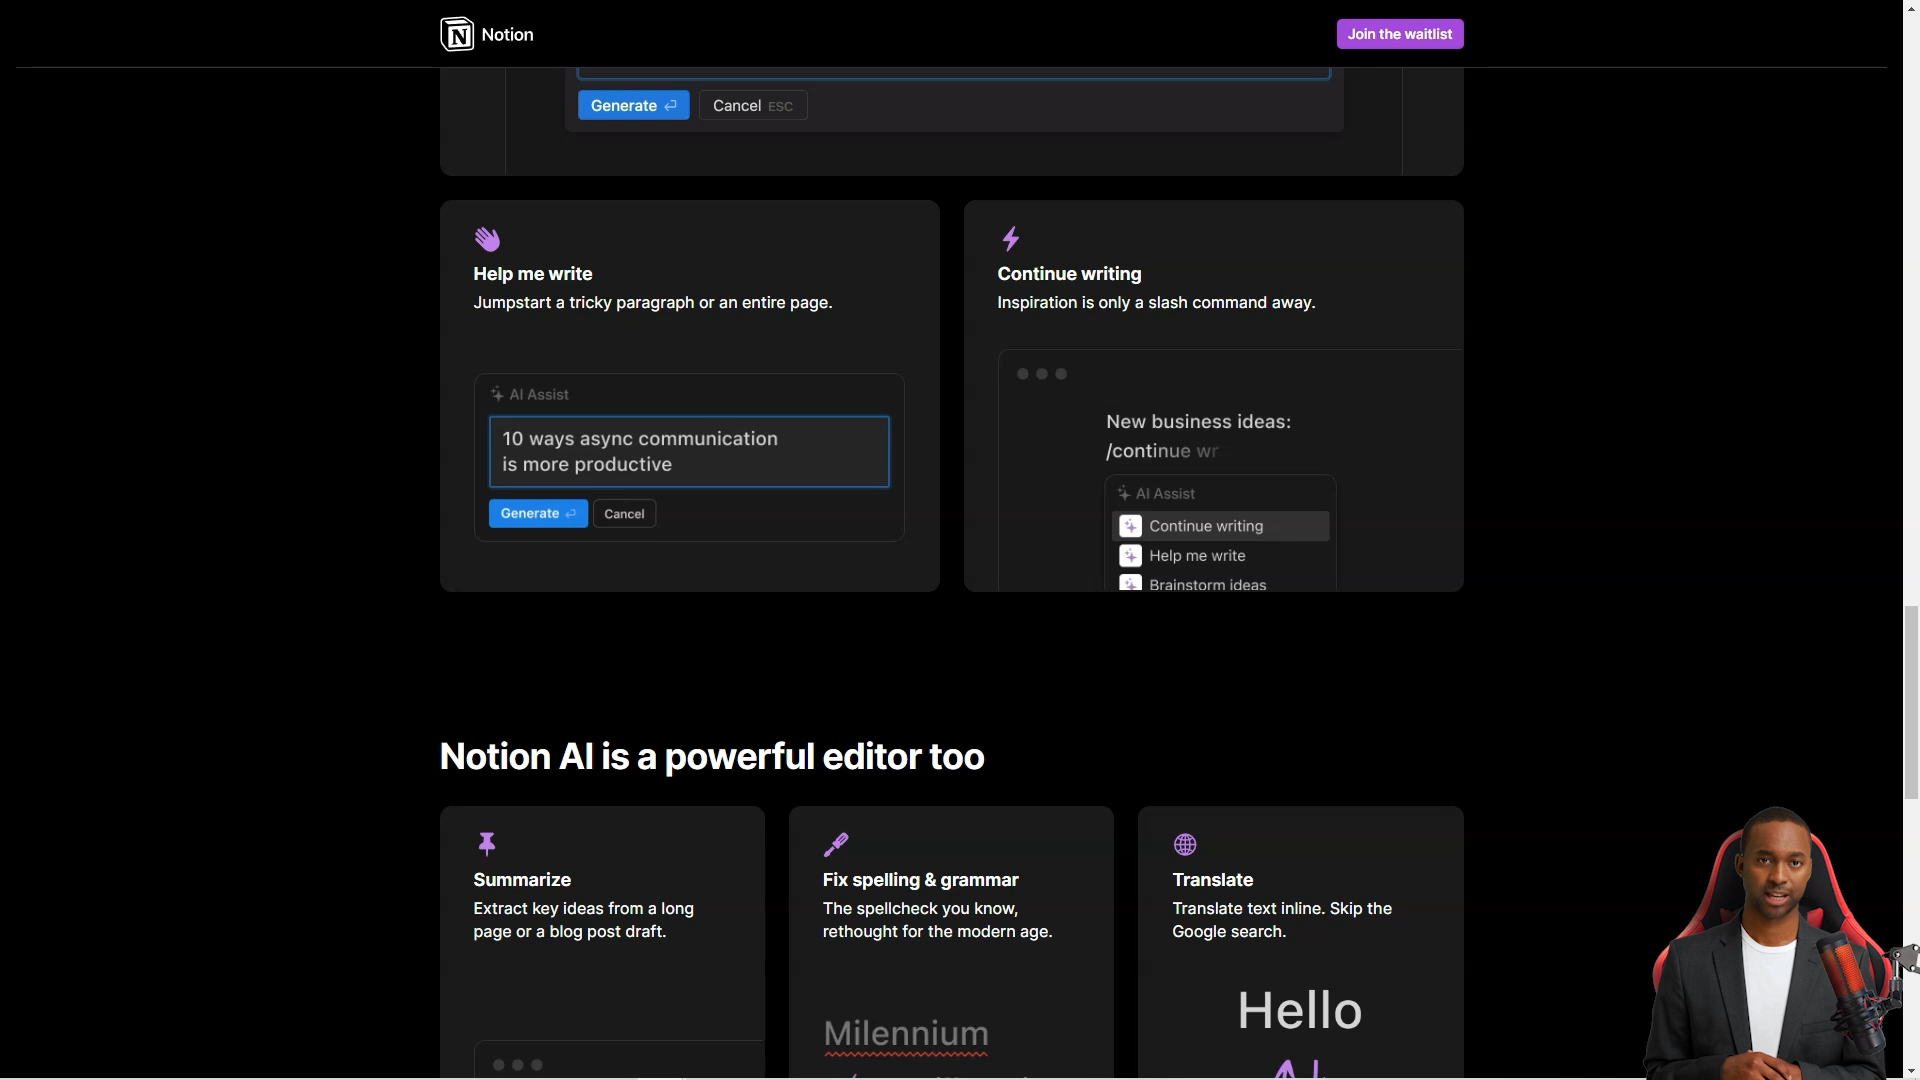 Notion
Join the waitlist
Generate
Cancel ESC
Help me write
Jumpstart a tricky paragraph or an entire page.
AI Assist
10 ways async communication
is more productive
Generate
Cancel
Continue writing
Inspiration is only a slash command away.
New business ideas:
/continue wr
AI Assist
Continue writing
Help me write
Brainstorm ideas
Notion AI is a powerful editor too
Summarize
Extract key ideas from a long
page or a blog post draft.
Fix spelling & grammar
The spellcheck you know,
rethought for the modern age.
Milennium
Translate
Translate text inline. Skip the
Google search.
Hello